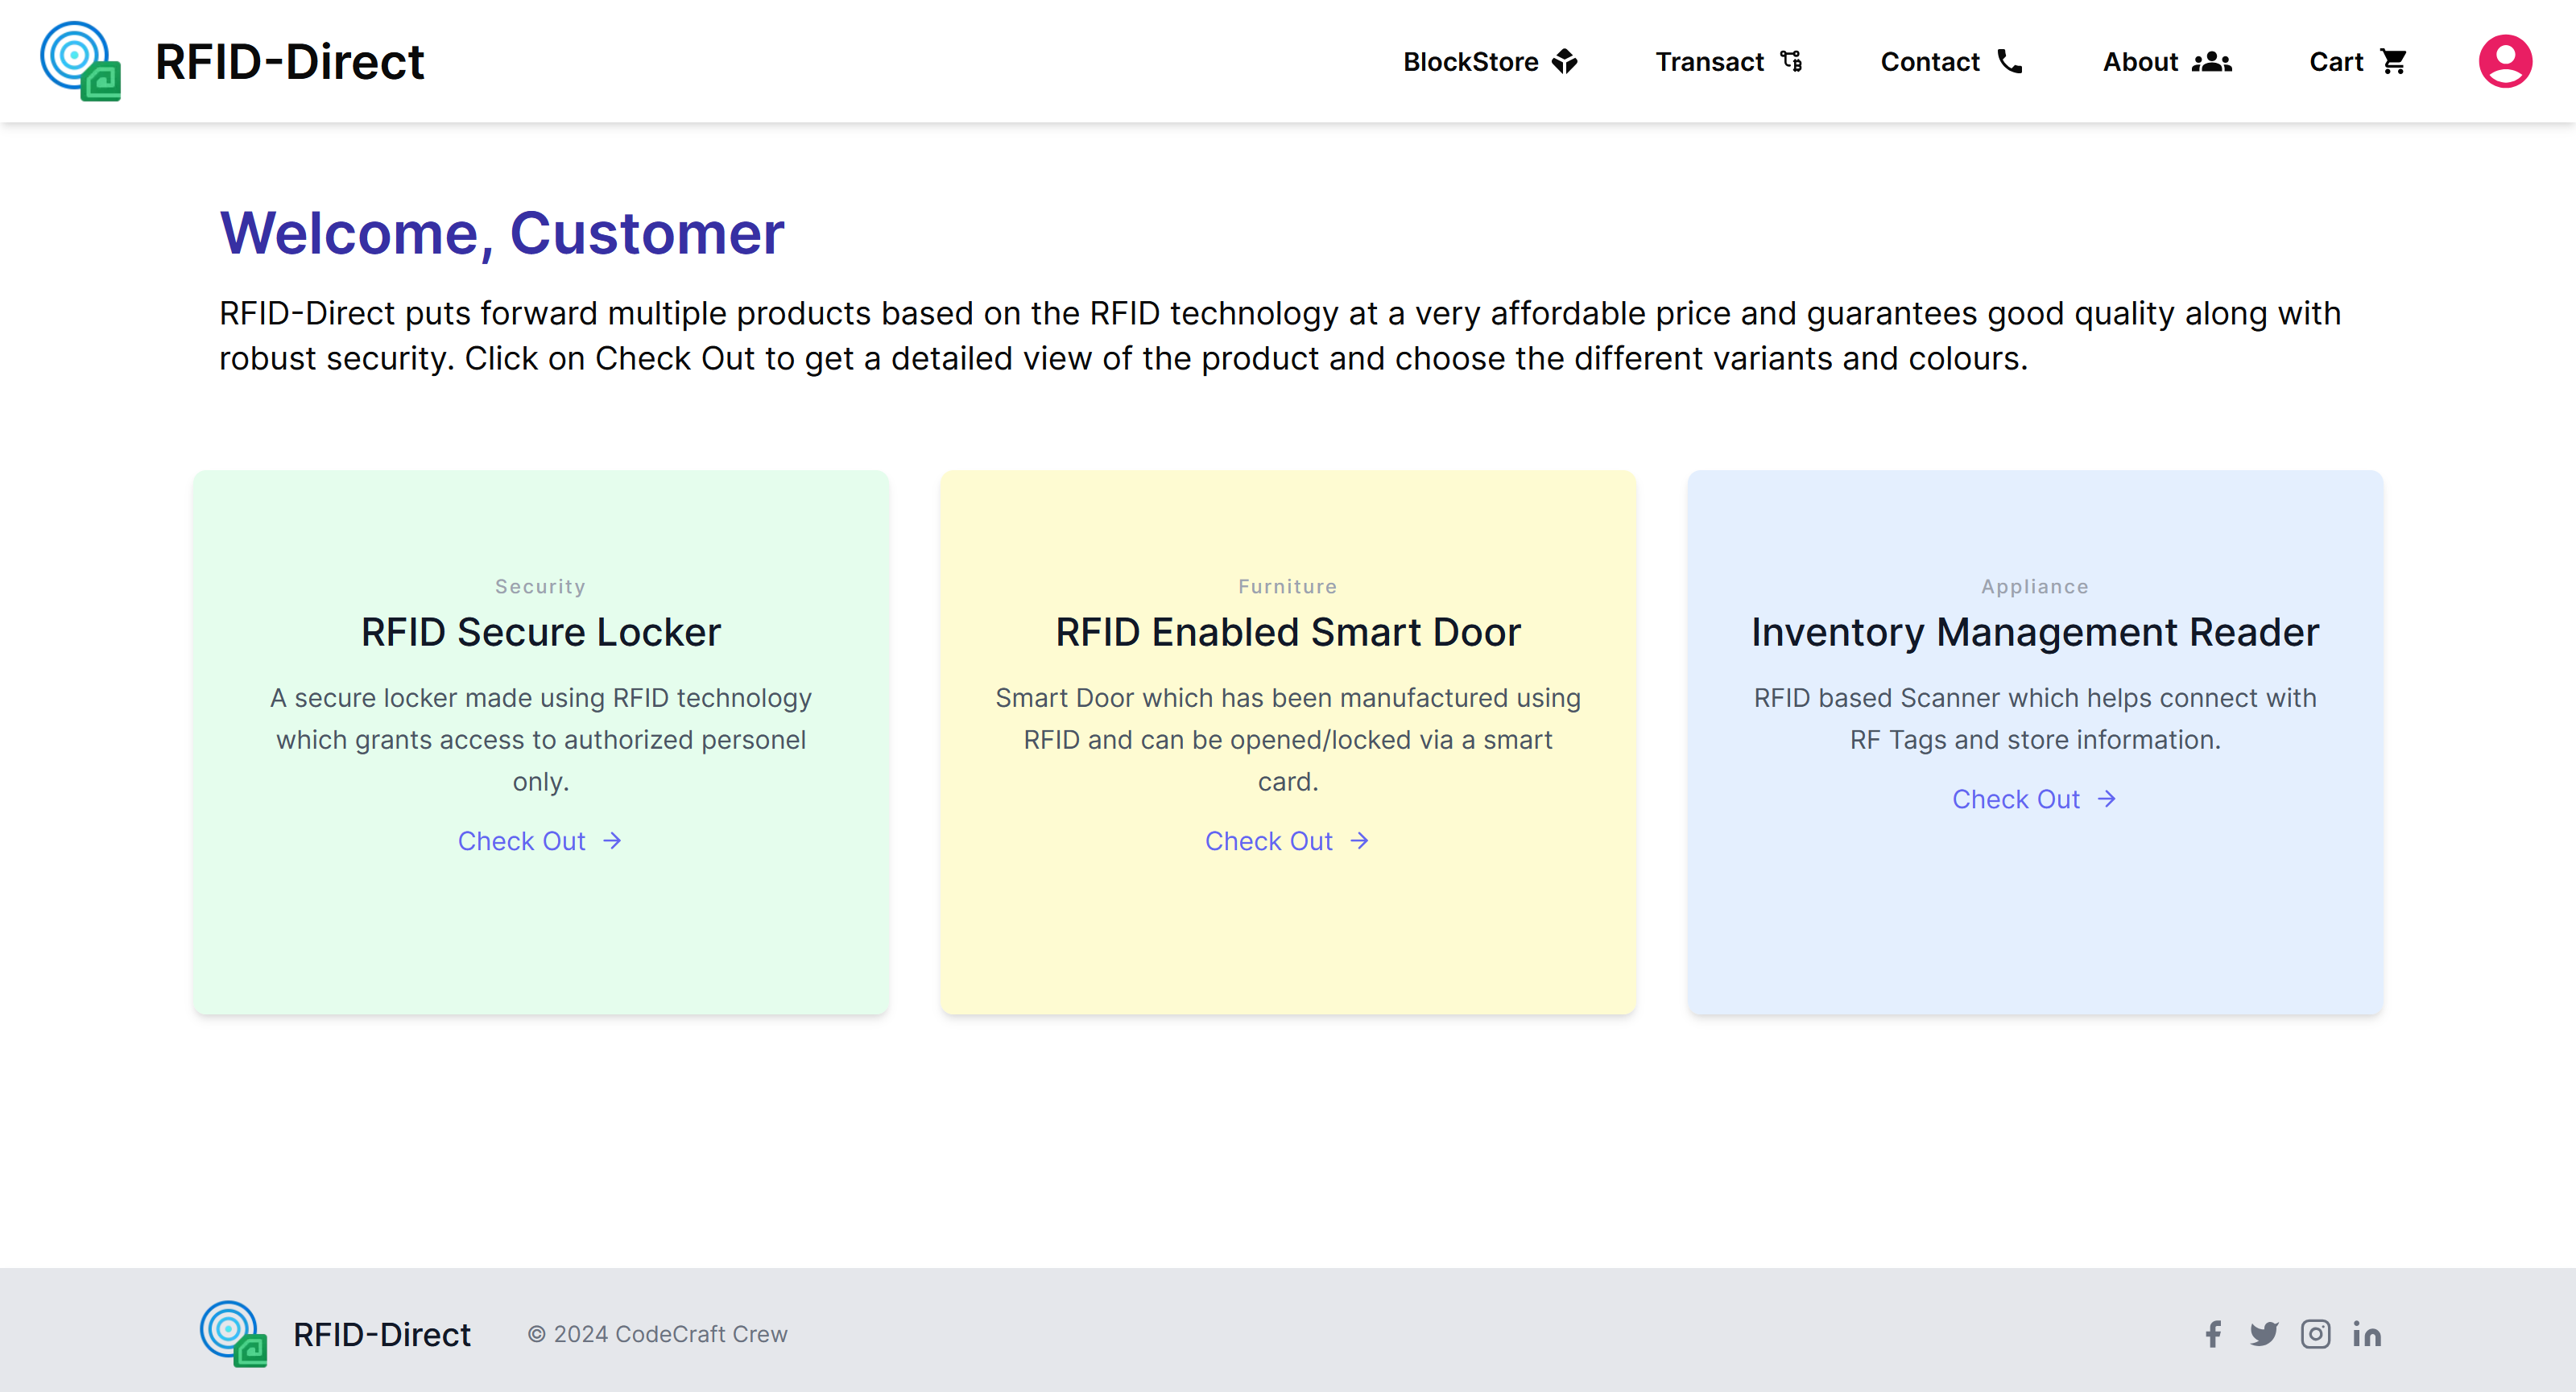 RFID-Direct
BlockStore
Transact
Contact
About
Cart
Welcome, Customer
RFID-Direct puts forward multiple products based on the RFID technology at a very affordable price and guarantees good quality along with
robust security. Click on Check Out to get a detailed view of the product and choose the different variants and colours.
Security
RFID Secure Locker
A secure locker made using RFID technology
which grants access to authorized personel
only.
Check Out →
Furniture
RFID Enabled Smart Door
Smart Door which has been manufactured using
RFID and can be opened/locked via a smart
card.
Check Out →
Appliance
Inventory Management Reader
RFID based Scanner which helps connect with
RF Tags and store information.
Check Out →
RFID-Direct
© 2024 CodeCraft Crew